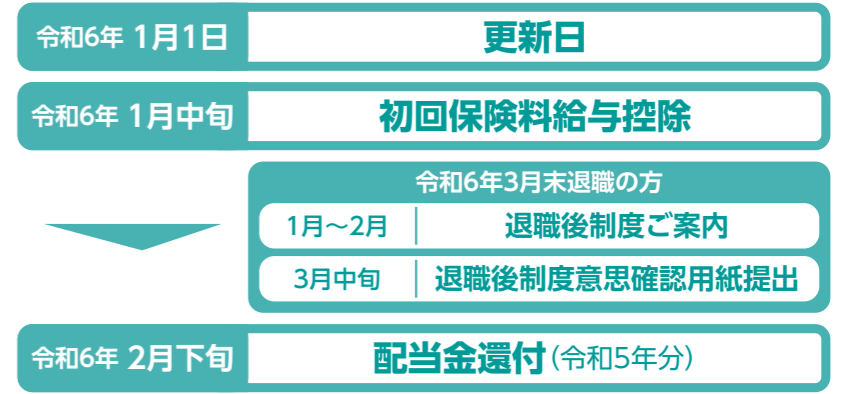 令和6年 1月1日 更新日
令和6年 1月中旬 初回保険料給与控除
令和6年3月末退職の方
1月～2月 退職後制度ご案内
3月中旬 退職後制度意思確認用紙提出
令和6年 2月下旬 配当金還付(令和5年分)